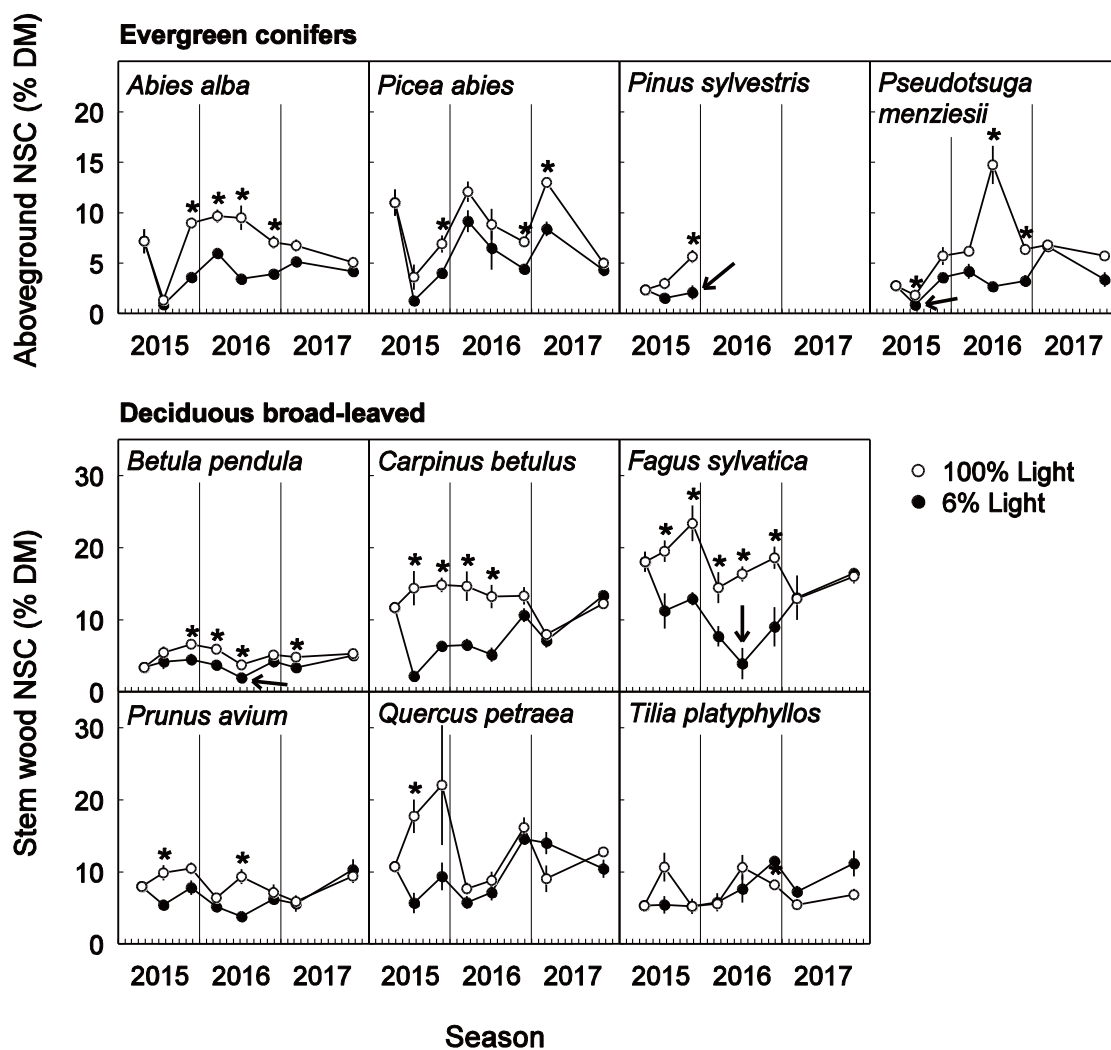 Evergreen conifers
Aboveground NSC (% DM)
Abies alba
Picea abies
Pinus sylvestris
Pseudotsuga
menziesii
20
15
10
5
0
*
*
*
*
*
*
*
*
*
*
*
2015 2016 2017 2015 2016 2017 2015 2016 2017 2015 2016 2017
Deciduous broad-leaved
Stem wood NSC (% DM)
Betula pendula
Carpinus betulus
Fagus sylvatica
100% Light
6% Light
30
20
10
0
*
*
*
*
*
*
*
*
*
*
*
*
*
Prunus avium
Quercus petraea
Tilia platyphyllos
30
20
10
0
*
*
*
*
2015 2016 2017 2015 2016 2017 2015 2016 2017
Season